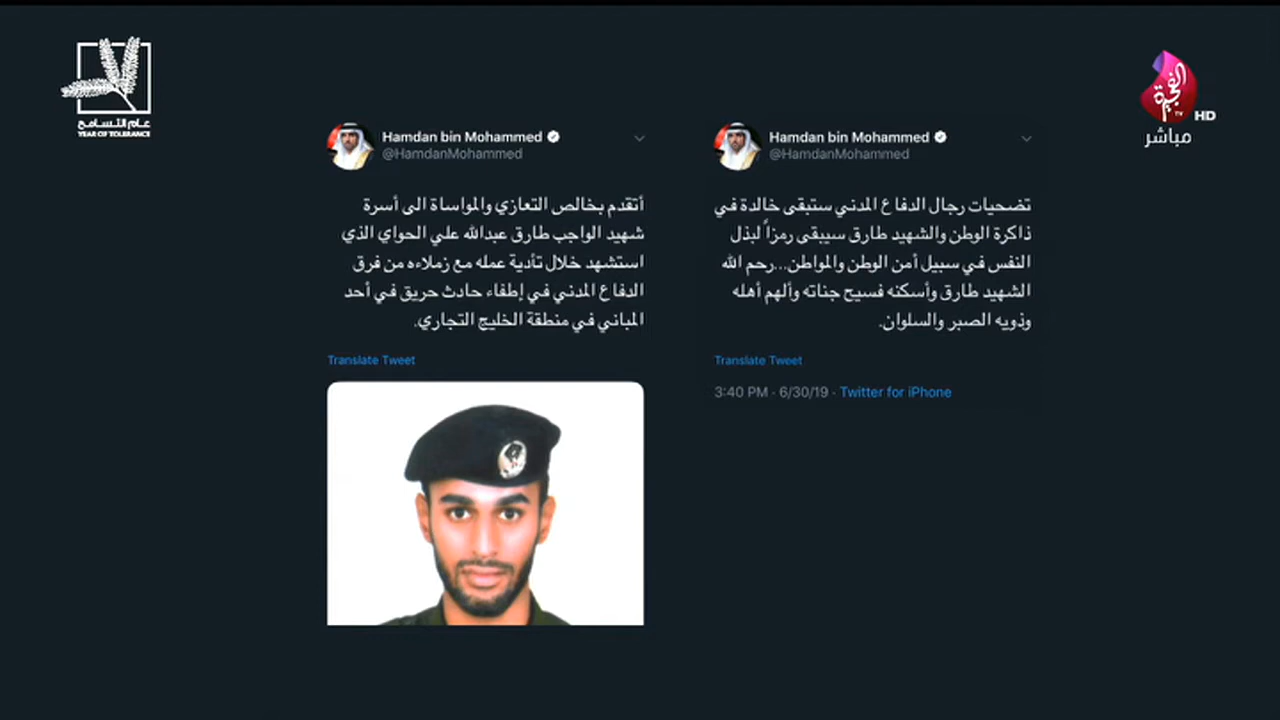 عام التسامح
YEAR OF TOLERANCE
الفجيرة
TV
HD
مباشر
Hamdan bin Mohammed
@HamdanMohammed
أتقدم بخالص التعازي والمواساة الى أسرة
شهيد الواجب طارق عبدالله علي الحواي الذي
استشهد خلال تأدية عمله مع زملاءه من فرق
الدفاع المدني في إطفاء حادث حريق في أحد
المباني في منطقة الخليج التجاري.
Translate Tweet
Hamdan bin Mohammed
@HamdanMohammed
تضحيات رجال الدفاع المدني ستبقى خالدة في
ذاكرة الوطن والشهيد طارق سيبقى رمزاً لبذل
النفس في سبيل أمن الوطن والمواطن...رحم الله
الشهيد طارق وأسكنه فسيح جناته وألهم أهله
وذويه الصبر والسلوان.
Translate Tweet
3:40 PM · 6/30/19 · Twitter for iPhone